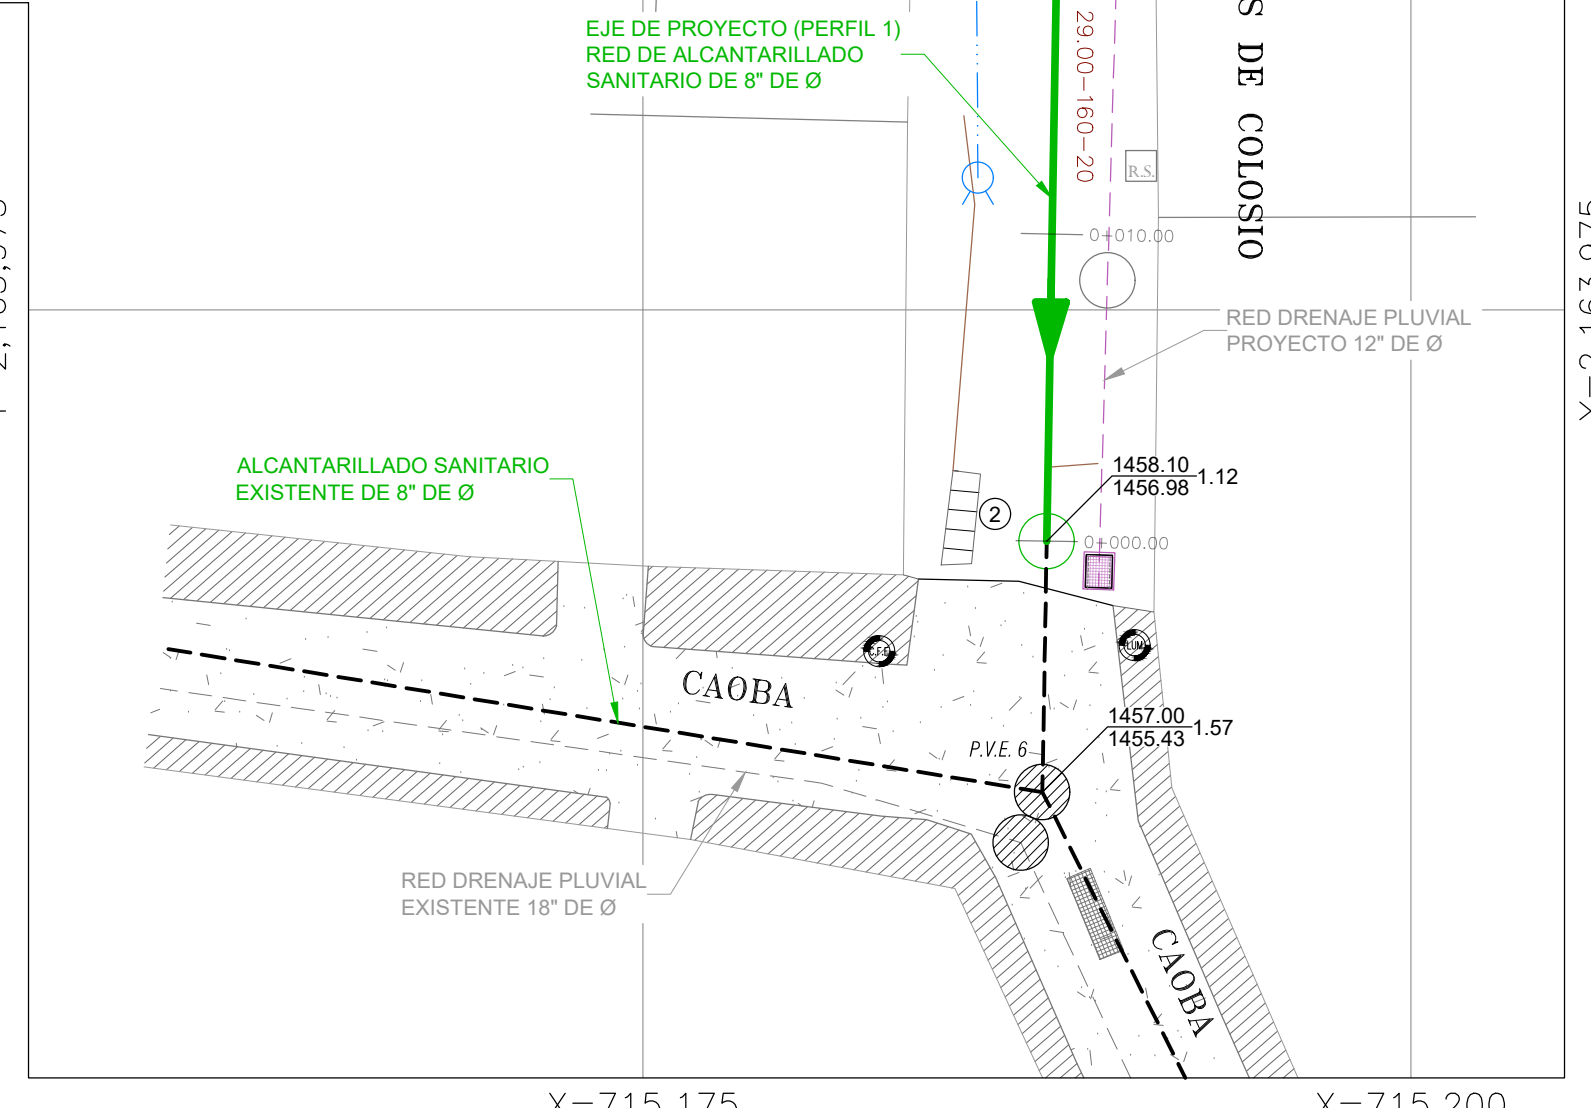 EJE DE PROYECTO (PERFIL 1)
RED DE ALCANTARILLADO
SANITARIO DE 8" DE Ø
29.00-160-20
S DE COLOSIO
R.S.
0+010.00
RED DRENAJE PLUVIAL
PROYECTO 12" DE Ø
ALCANTARILLADO SANITARIO
EXISTENTE DE 8" DE Ø
1458.10
1456.98
1.12
2
0+000.00
C.F.E
LUM
CAOBA
1457.00
1455.43
1.57
P.V.E. 6
RED DRENAJE PLUVIAL
EXISTENTE 18" DE Ø
CAOBA
X=715,175
X=715,200